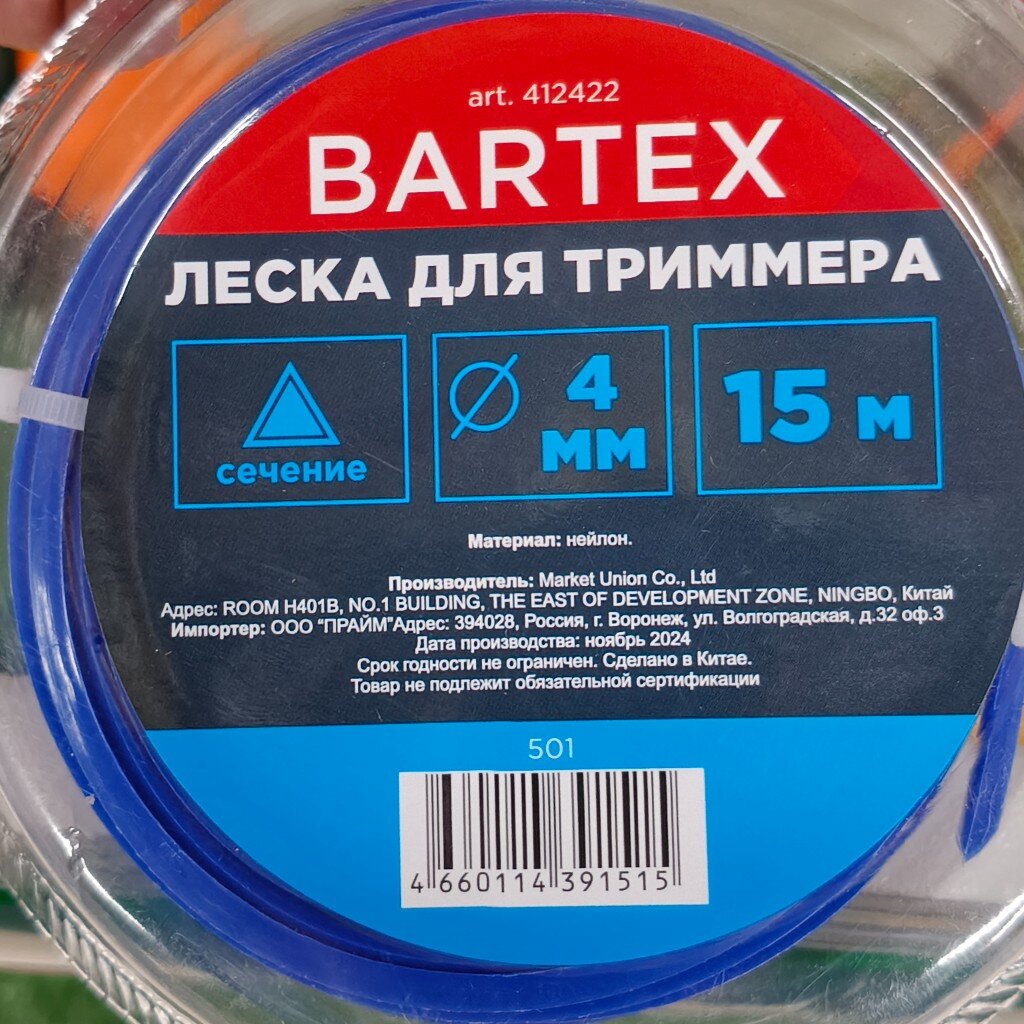 art. 412422
BARTEX
ЛЕСКА ДЛЯ ТРИММЕРА
сечение
4 мм
15 м
Материал: нейлон.
Производитель: Market Union Co., Ltd
Адрес: ROOM H401B, NO.1 BUILDING, THE EAST OF DEVELOPMENT ZONE, NINGBO, Китай
Импортер: ООО "ПРАЙМ"Адрес: 394028, Россия, г. Воронеж, ул. Волгоградская, д.32 оф.3
Дата производства: ноябрь 2024
Срок годности не ограничен. Сделано в Китае.
Товар не подлежит обязательной сертификации
501
4 660114 391515